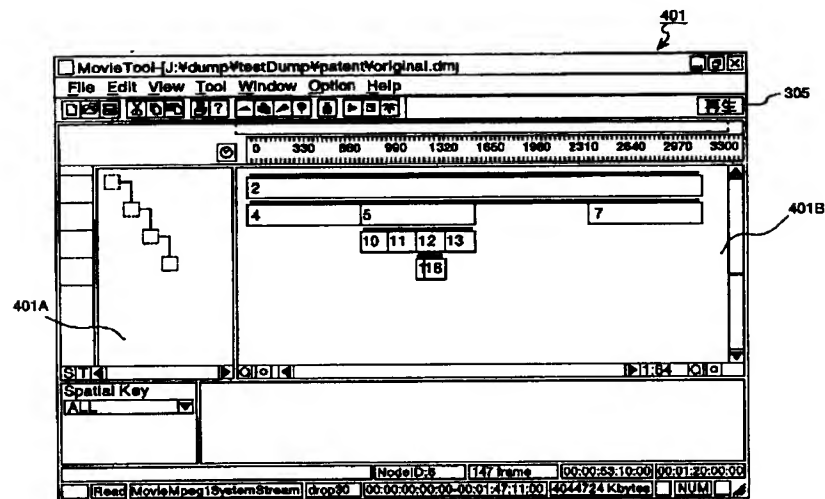 401
MovieTool-[J:¥dump¥testDump¥patent¥original.dmj
File Edit View Tool Window Option Help
再生
305
0 330 660 990 1320 1650 1980 2310 2640 2970 3300
2
4 5 7
10 11 12 13
401B
401A
S T
1:64
Spatial Key
ALL
NodeID:5 147 frame 00:00:53:10:00 00:01:20:00:00
Read MovieMpeg1SystemStream drop30 00:00:00:00:00-00:01:47:11:00 4044724 Kbytes NUM